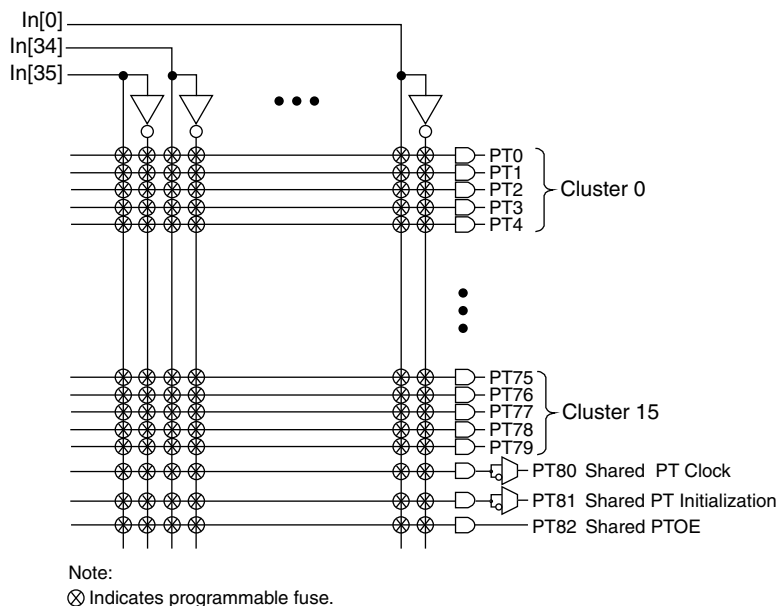 In[0]
In[34]
In[35]
PT0
PT1
PT2
PT3
PT4
Cluster 0
PT75
PT76
PT77
PT78
PT79
Cluster 15
PT80 Shared PT Clock
PT81 Shared PT Initialization
PT82 Shared PTOE
Note:
Indicates programmable fuse.